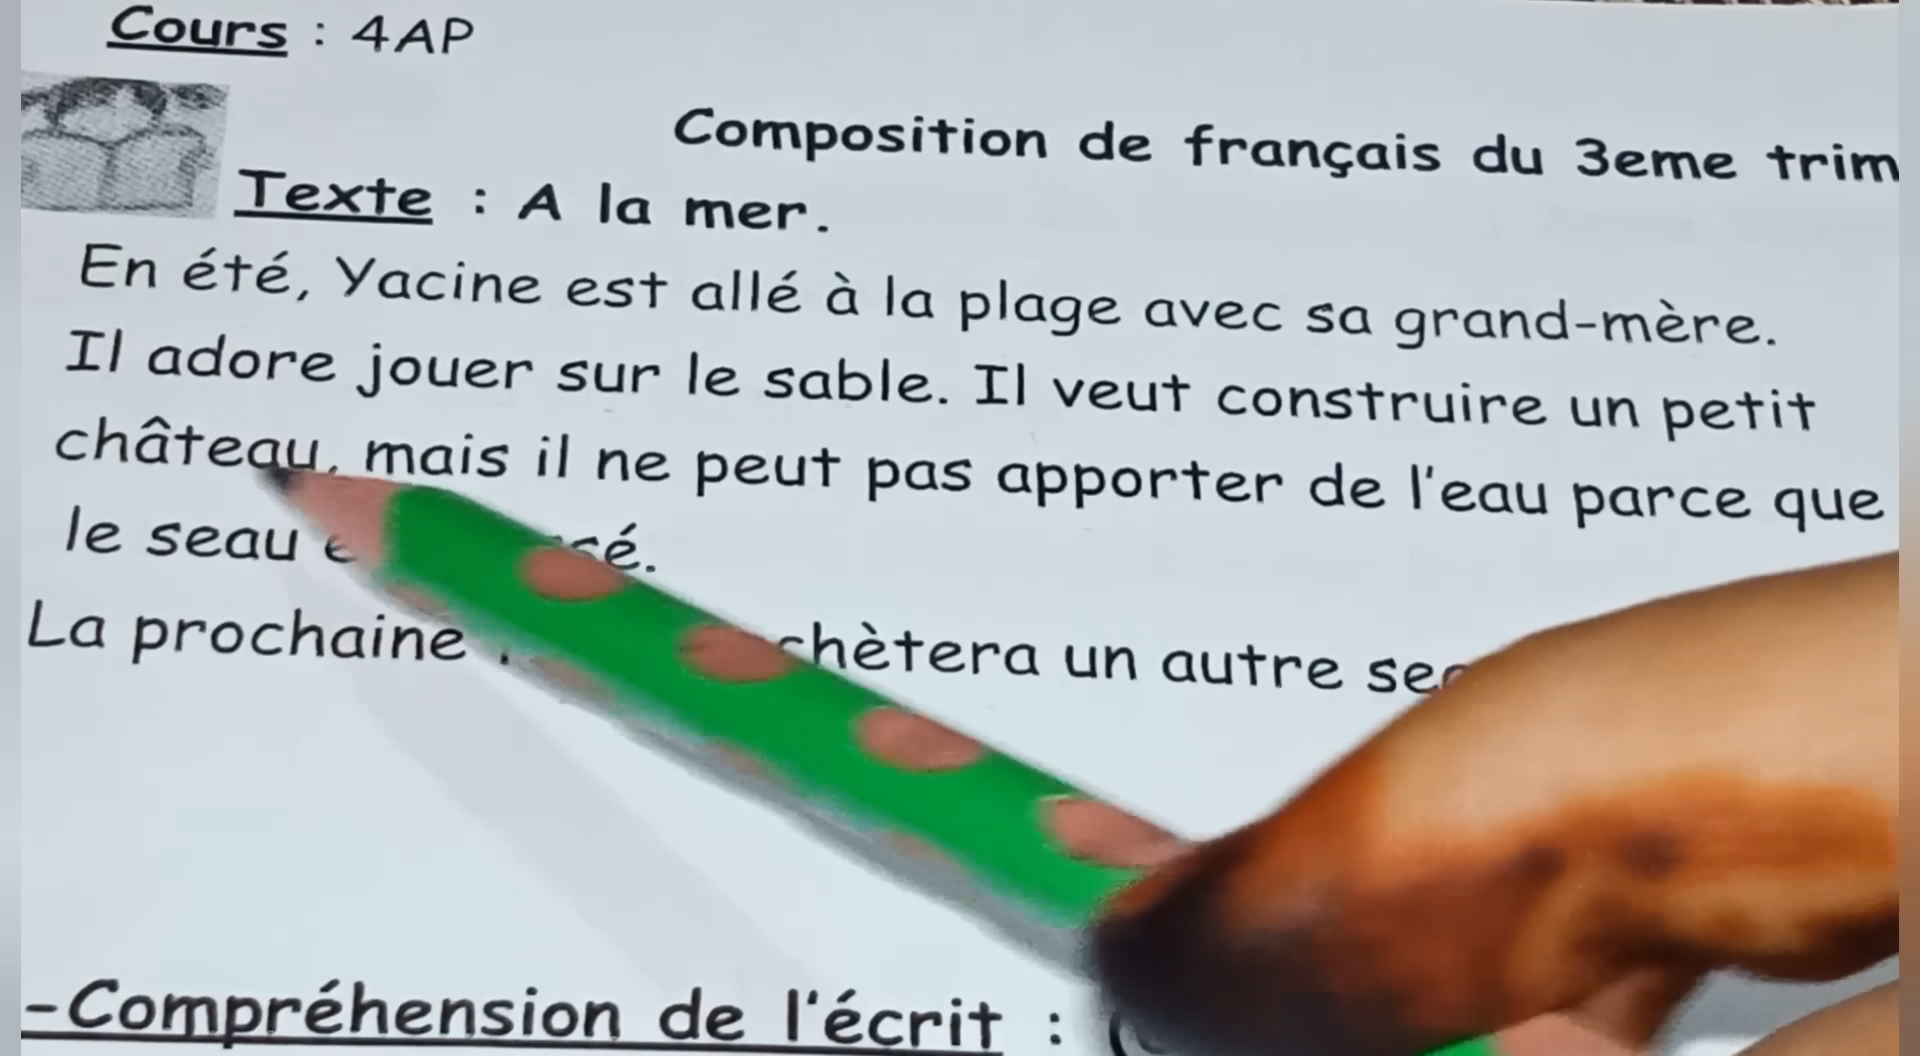 Cours : 4AP
Composition de français du 3eme trim
Texte : A la mer.
En été, Yacine est allé à la plage avec sa grand-mère.
Il adore jouer sur le sable. Il veut construire un petit
château, mais il ne peut pas apporter de l'eau parce que
le seau
La prochaine un autre
-Compréhension de l'écrit :